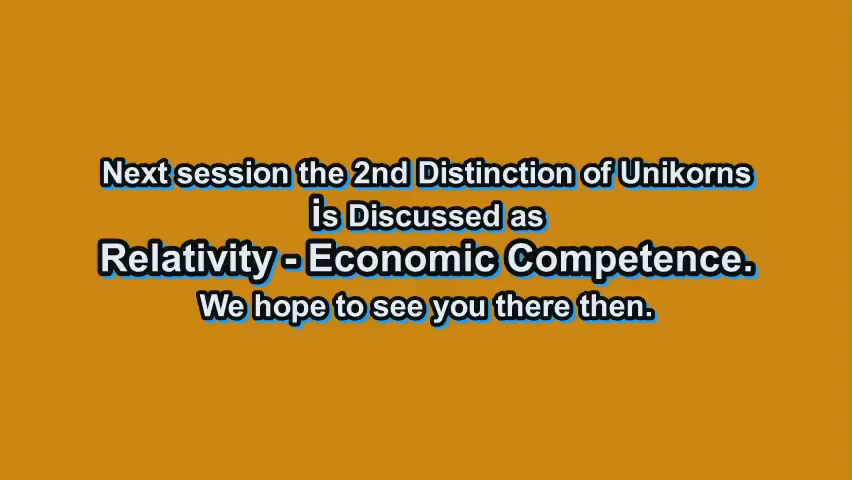 Next session the 2nd Distinction of Unikorns
is Discussed as
Relativity - Economic Competence.
We hope to see you there then.